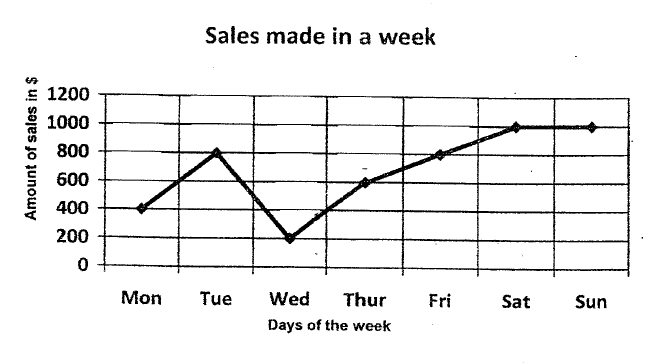 Sales made in a week
Amount of sales in $
1200
1000
800
600
400
200
0
Mon Tue Wed Thur Fri Sat Sun
Days of the week